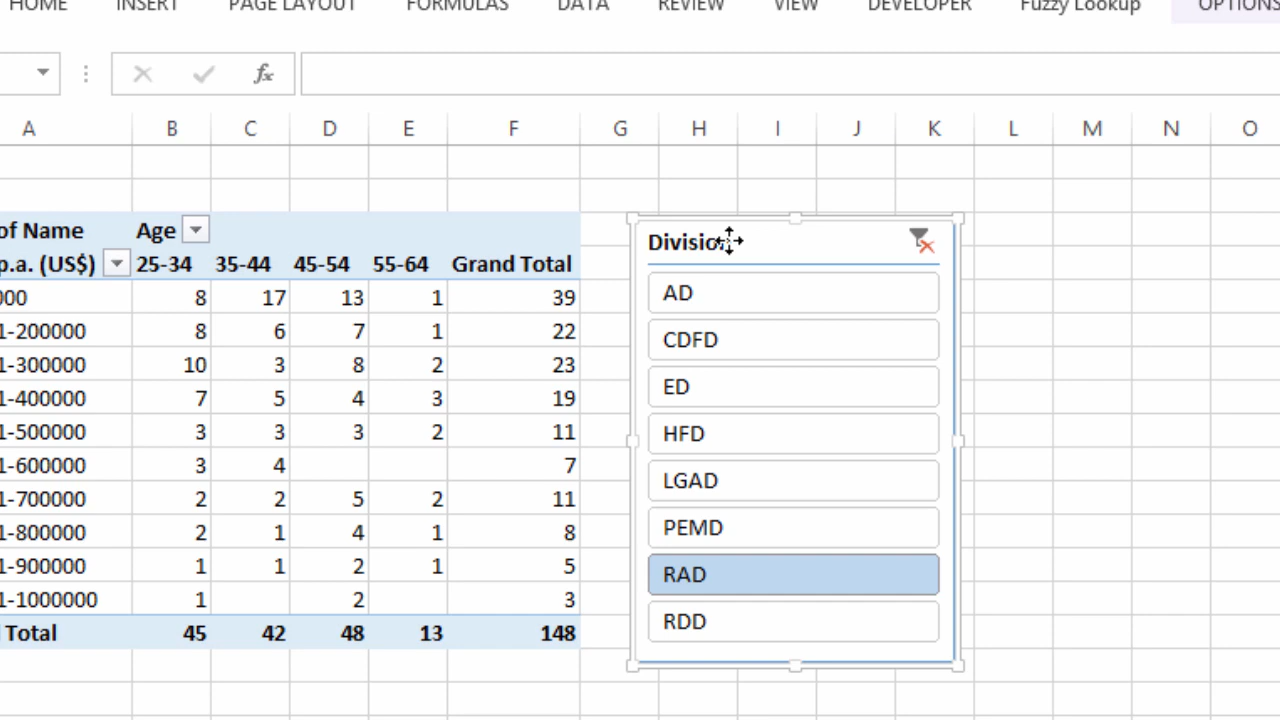 HOME INSERT PAGE LAYOUT FORMULAS DATA REVIEW VIEW DEVELOPER Fuzzy Lookup OPTIONS
fx
A B C D E F G H I J K L M N O
of Name Age
p.a. (US$) 25-34 35-44 45-54 55-64 Grand Total
000 8 17 13 1 39
1-200000 8 6 7 1 22
1-300000 10 3 8 2 23
1-400000 7 5 4 3 19
1-500000 3 3 3 2 11
1-600000 3 4 7
1-700000 2 2 5 2 11
1-800000 2 1 4 1 8
1-900000 1 1 2 1 5
1-1000000 1 2 3
Total 45 42 48 13 148
Division
AD
CDFD
ED
HFD
LGAD
PEMD
RAD
RDD